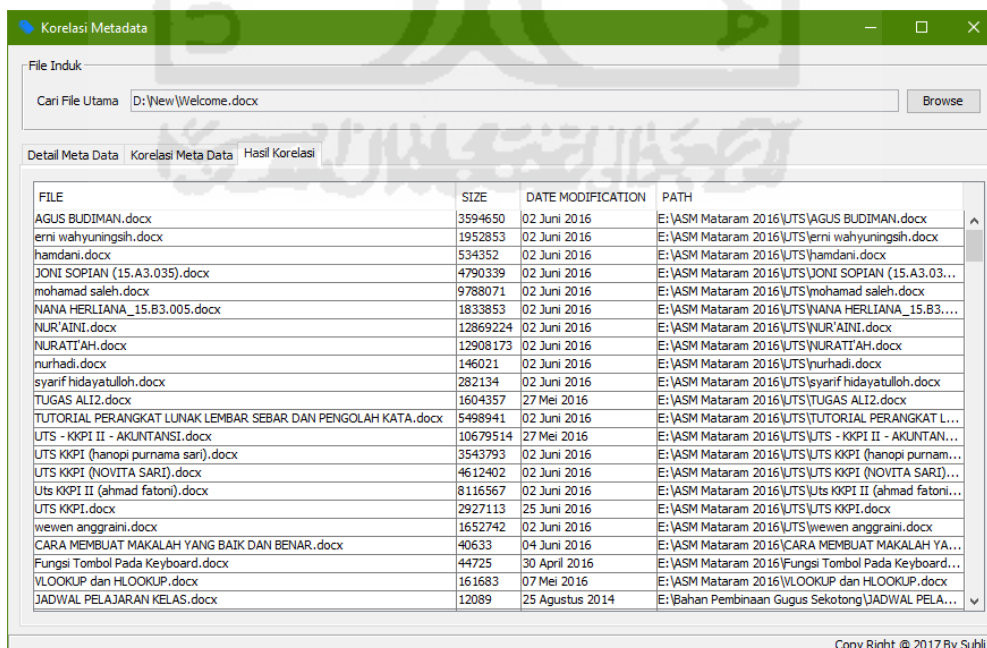 Korelasi Metadata
File Induk
Cari File Utama D:\New\Welcome.docx Browse
Detail Meta Data Korelasi Meta Data Hasil Korelasi
FILE SIZE DATE MODIFICATION PATH
AGUS BUDIMAN.docx 3594650 02 Juni 2016 E:\ASM Mataram 2016\UTS\AGUS BUDIMAN.docx
erni wahyuningsih.docx 1952853 02 Juni 2016 E:\ASM Mataram 2016\UTS\erni wahyuningsih.docx
hamdani.docx 534352 02 Juni 2016 E:\ASM Mataram 2016\UTS\hamdani.docx
JONI SOPIAN (15.A3.035).docx 4790339 02 Juni 2016 E:\ASM Mataram 2016\UTS\JONI SOPIAN (15.A3.03...
mohamad saleh.docx 9788071 02 Juni 2016 E:\ASM Mataram 2016\UTS\mohamad saleh.docx
NANA HERLIANA_15.B3.005.docx 1833853 02 Juni 2016 E:\ASM Mataram 2016\UTS\NANA HERLIANA_15.B3....
NUR'AINI.docx 12869224 02 Juni 2016 E:\ASM Mataram 2016\UTS\NUR'AINI.docx
NURATI'AH.docx 12908173 02 Juni 2016 E:\ASM Mataram 2016\UTS\NURATI'AH.docx
nurhadi.docx 146021 02 Juni 2016 E:\ASM Mataram 2016\UTS\nurhadi.docx
syarif hidayatulloh.docx 282134 02 Juni 2016 E:\ASM Mataram 2016\UTS\syarif hidayatulloh.docx
TUGAS ALI2.docx 1604357 27 Mei 2016 E:\ASM Mataram 2016\UTS\TUGAS ALI2.docx
TUTORIAL PERANGKAT LUNAK LEMBAR SEBAR DAN PENGOLAH KATA.docx 5498941 02 Juni 2016 E:\ASM Mataram 2016\UTS\TUTORIAL PERANGKAT L...
UTS - KKPI II - AKUNTANSI.docx 10679514 27 Mei 2016 E:\ASM Mataram 2016\UTS\UTS - KKPI II - AKUNTAN...
UTS KKPI (hanopi purnama sari).docx 3543793 02 Juni 2016 E:\ASM Mataram 2016\UTS\UTS KKPI (hanopi purnam...
UTS KKPI (NOVITA SARI).docx 4612402 02 Juni 2016 E:\ASM Mataram 2016\UTS\UTS KKPI (NOVITA SARI)...
Uts KKPI II (ahmad fatoni).docx 8116567 02 Juni 2016 E:\ASM Mataram 2016\UTS\Uts KKPI II (ahmad fatoni...
UTS KKPI.docx 2927113 25 Juni 2016 E:\ASM Mataram 2016\UTS\UTS KKPI.docx
wewen anggraini.docx 1652742 02 Juni 2016 E:\ASM Mataram 2016\UTS\wewen anggraini.docx
CARA MEMBUAT MAKALAH YANG BAIK DAN BENAR.docx 40633 04 Juni 2016 E:\ASM Mataram 2016\CARA MEMBUAT MAKALAH YA...
Fungsi Tombol Pada Keyboard.docx 44725 30 April 2016 E:\ASM Mataram 2016\Fungsi Tombol Pada Keyboard...
VLOOKUP dan HLOOKUP.docx 161683 07 Mei 2016 E:\ASM Mataram 2016\VLOOKUP dan HLOOKUP.docx
JADWAL PELAJARAN KELAS.docx 12089 25 Agustus 2014 E:\Bahan Pembinaan Gugus Sekotong\JADWAL PELA...
Copy Right @ 2017 By Subli